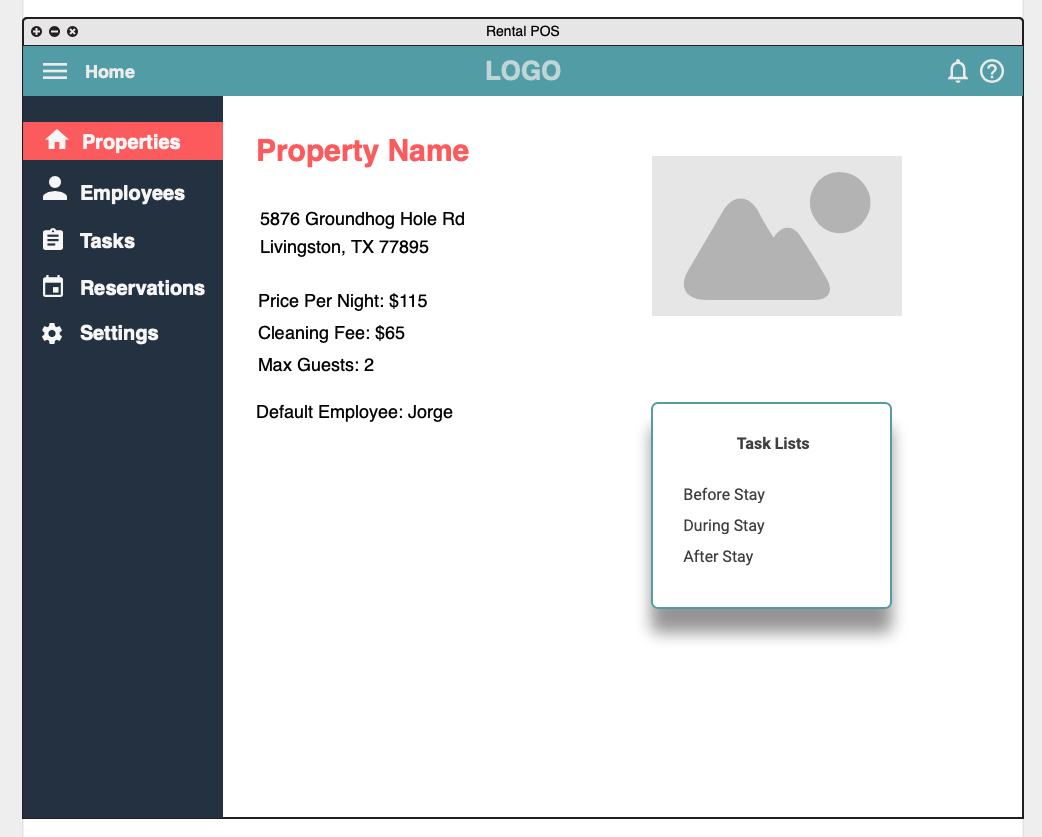 Rental POS
Home
LOGO
Properties
Employees
Tasks
Reservations
Settings
Property Name
5876 Groundhog Hole Rd
Livingston, TX 77895
Price Per Night: $115
Cleaning Fee: $65
Max Guests: 2
Default Employee: Jorge
Task Lists
Before Stay
During Stay
After Stay